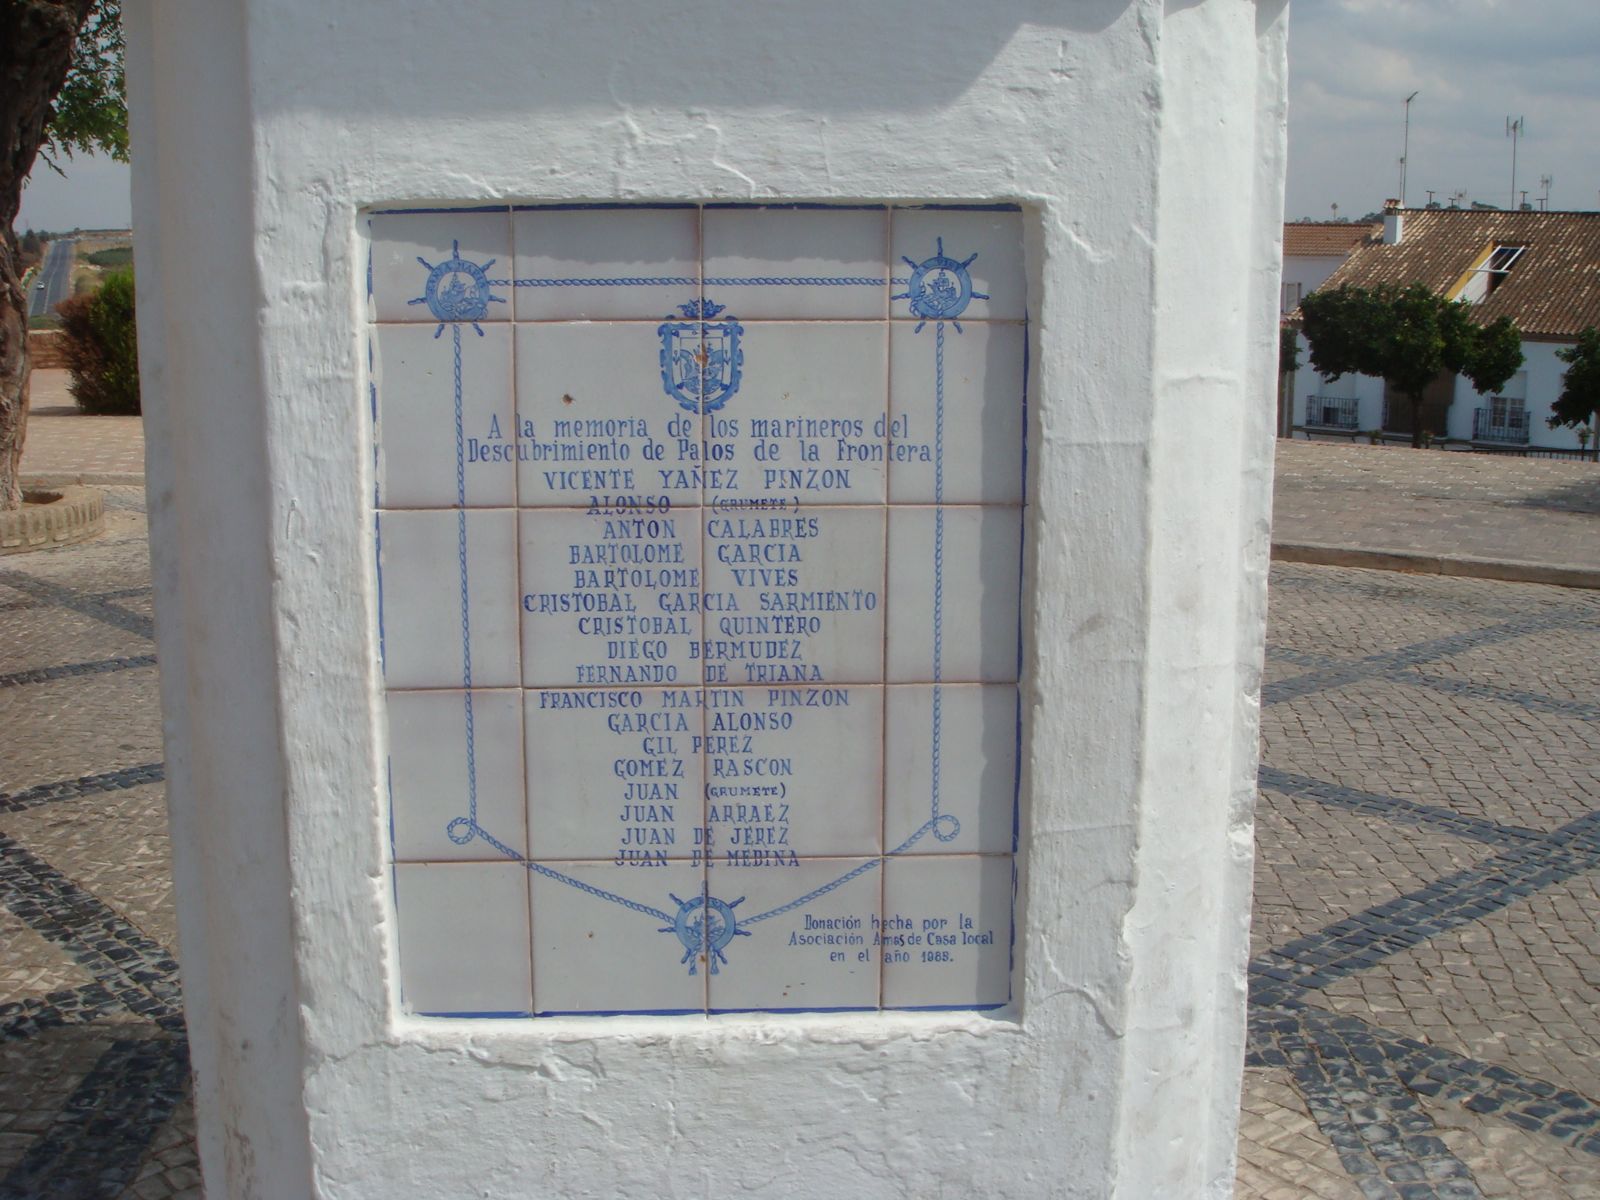 A la memoria de los marineros del
Descubrimiento de Palos de la Frontera
VICENTE YAÑEZ PINZON
ALONSO (GRUMETE)
ANTON CALABRES
BARTOLOME GARCIA
BARTOLOME VIVES
CRISTOBAL GARCIA SARMIENTO
CRISTOBAL QUINTERO
DIEGO BERMUDEZ
FERNANDO DE TRIANA
FRANCISCO MARTIN PINZON
GARCIA ALONSO
GIL PEREZ
GOMEZ RASCON
JUAN (GRUMETE)
JUAN ARRAEZ
JUAN DE JEREZ
JUAN DE MEDINA
Donación hecha por la
Asociación Amas de Casa local
en el año